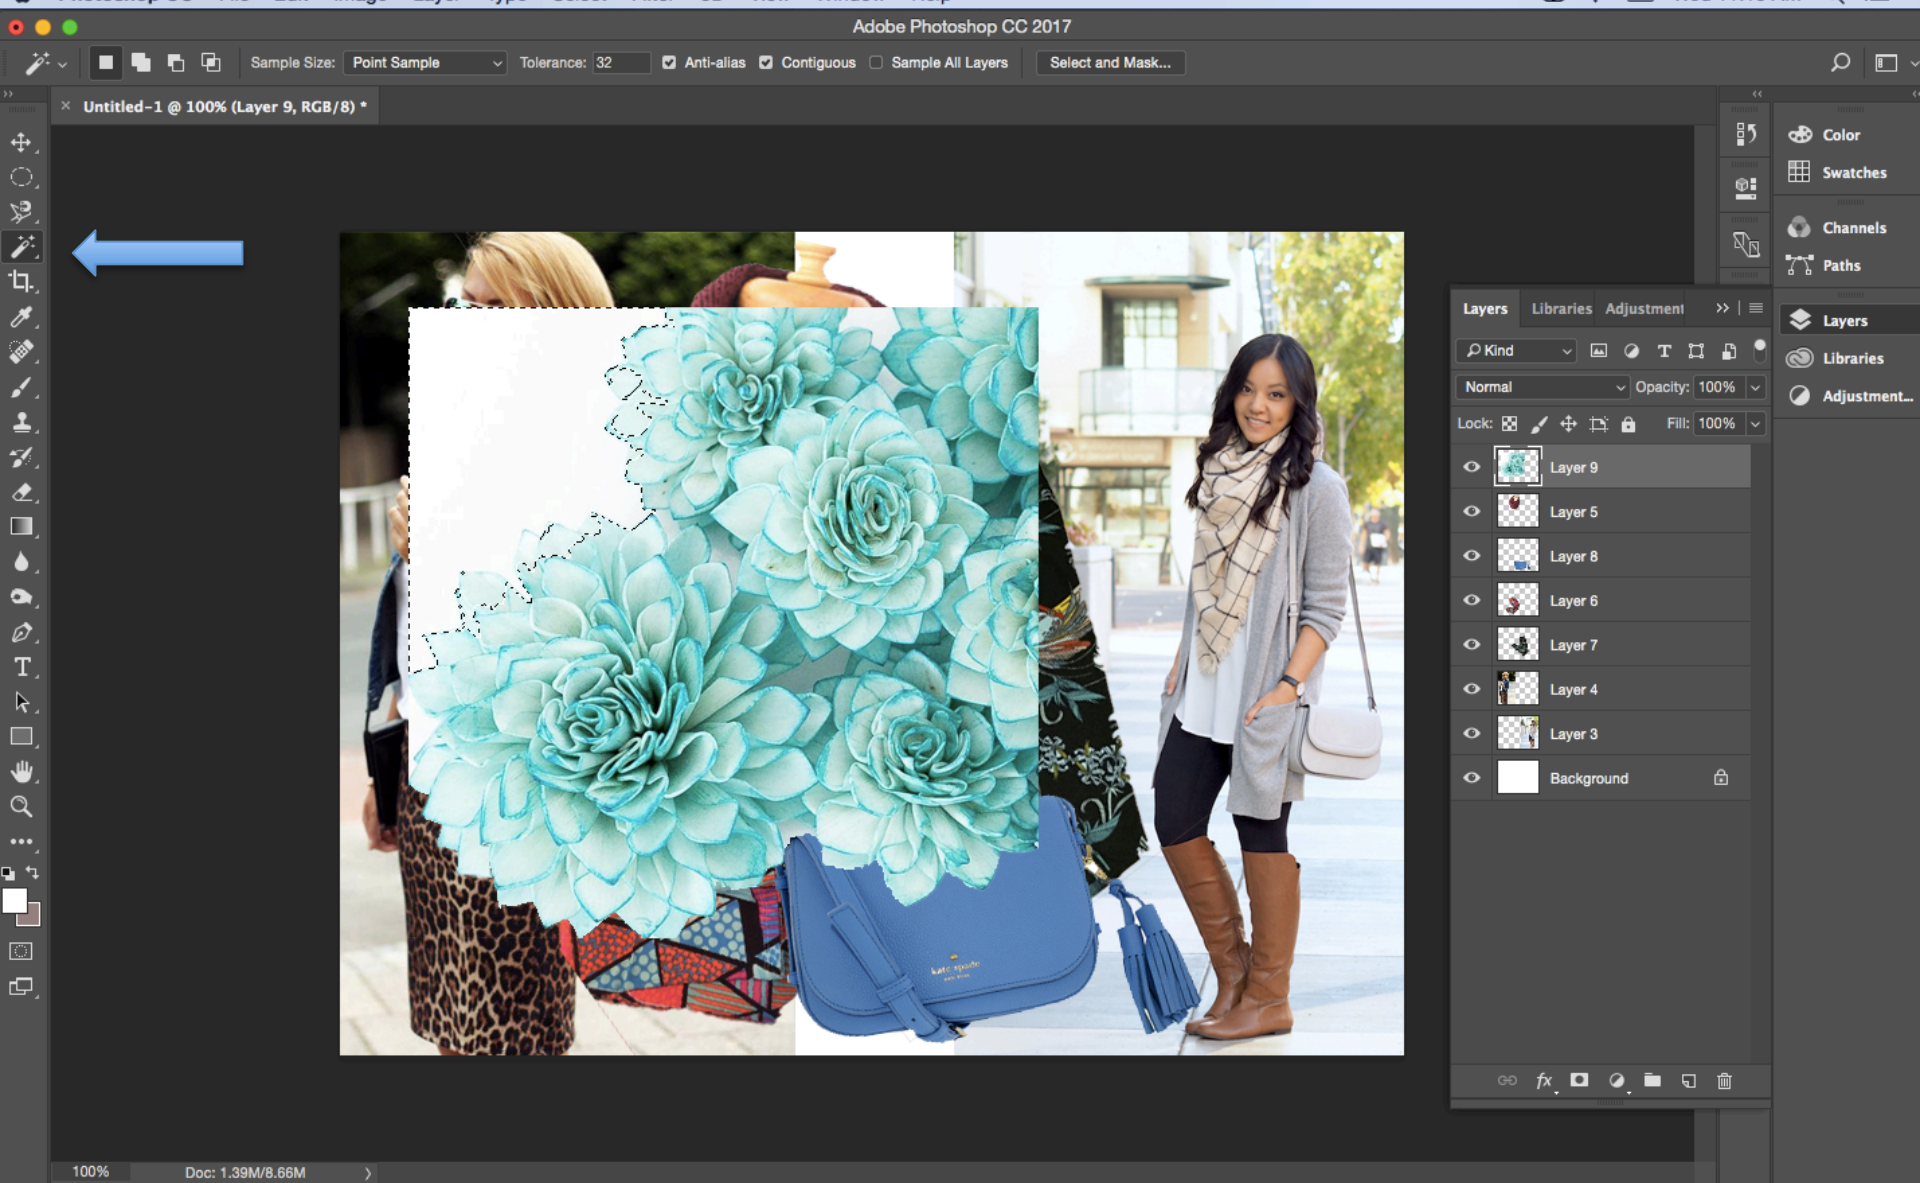 Adobe Photoshop CC 2017
Sample Size: Point Sample Tolerance: 32 Anti-alias Contiguous Sample All Layers Select and Mask...
Untitled-1 @ 100% (Layer 9, RGB/8) *
Color
Swatches
Channels
Paths
Layers
Libraries
Adjustment...
Layers Libraries Adjustment
Kind
Normal Opacity: 100%
Lock: Fill: 100%
Layer 9
Layer 5
Layer 8
Layer 6
Layer 7
Layer 4
Layer 3
Background
kate spade
100% Doc: 1.39M/8.66M